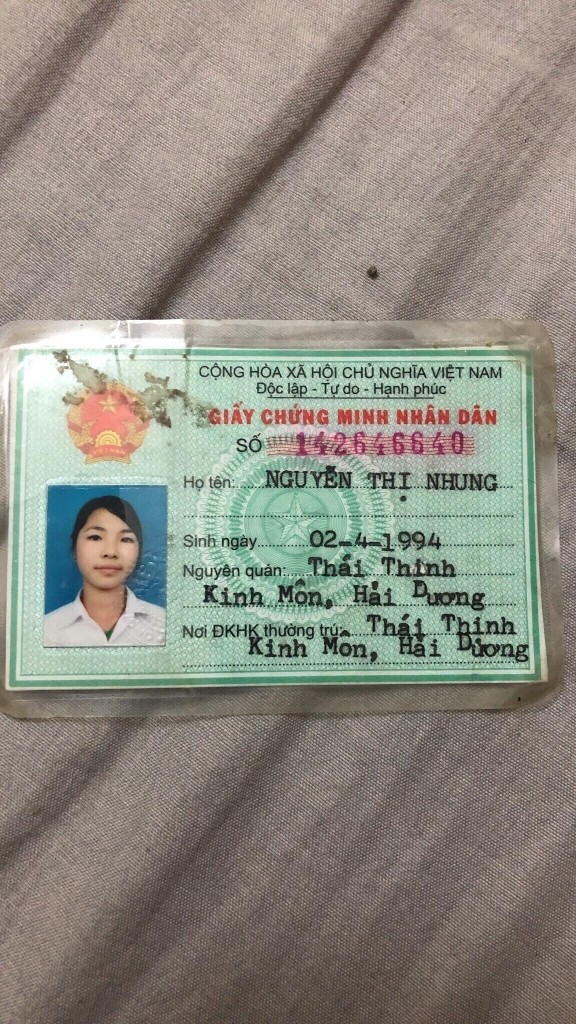 CỘNG HÒA XÃ HỘI CHỦ NGHĨA VIỆT NAM
Độc lập - Tự do - Hạnh phúc
GIẤY CHỨNG MINH NHÂN DÂN
SỐ 142646640
Họ tên: NGUYỄN THỊ NHUNG
Sinh ngày 02-4-1994
Nguyên quán: Thái Thịnh
Kinh Môn, Hải Dương
Nơi ĐKHK thường trú: Thái Thịnh
Kinh Môn, Hải Dương
VIỆT NAM